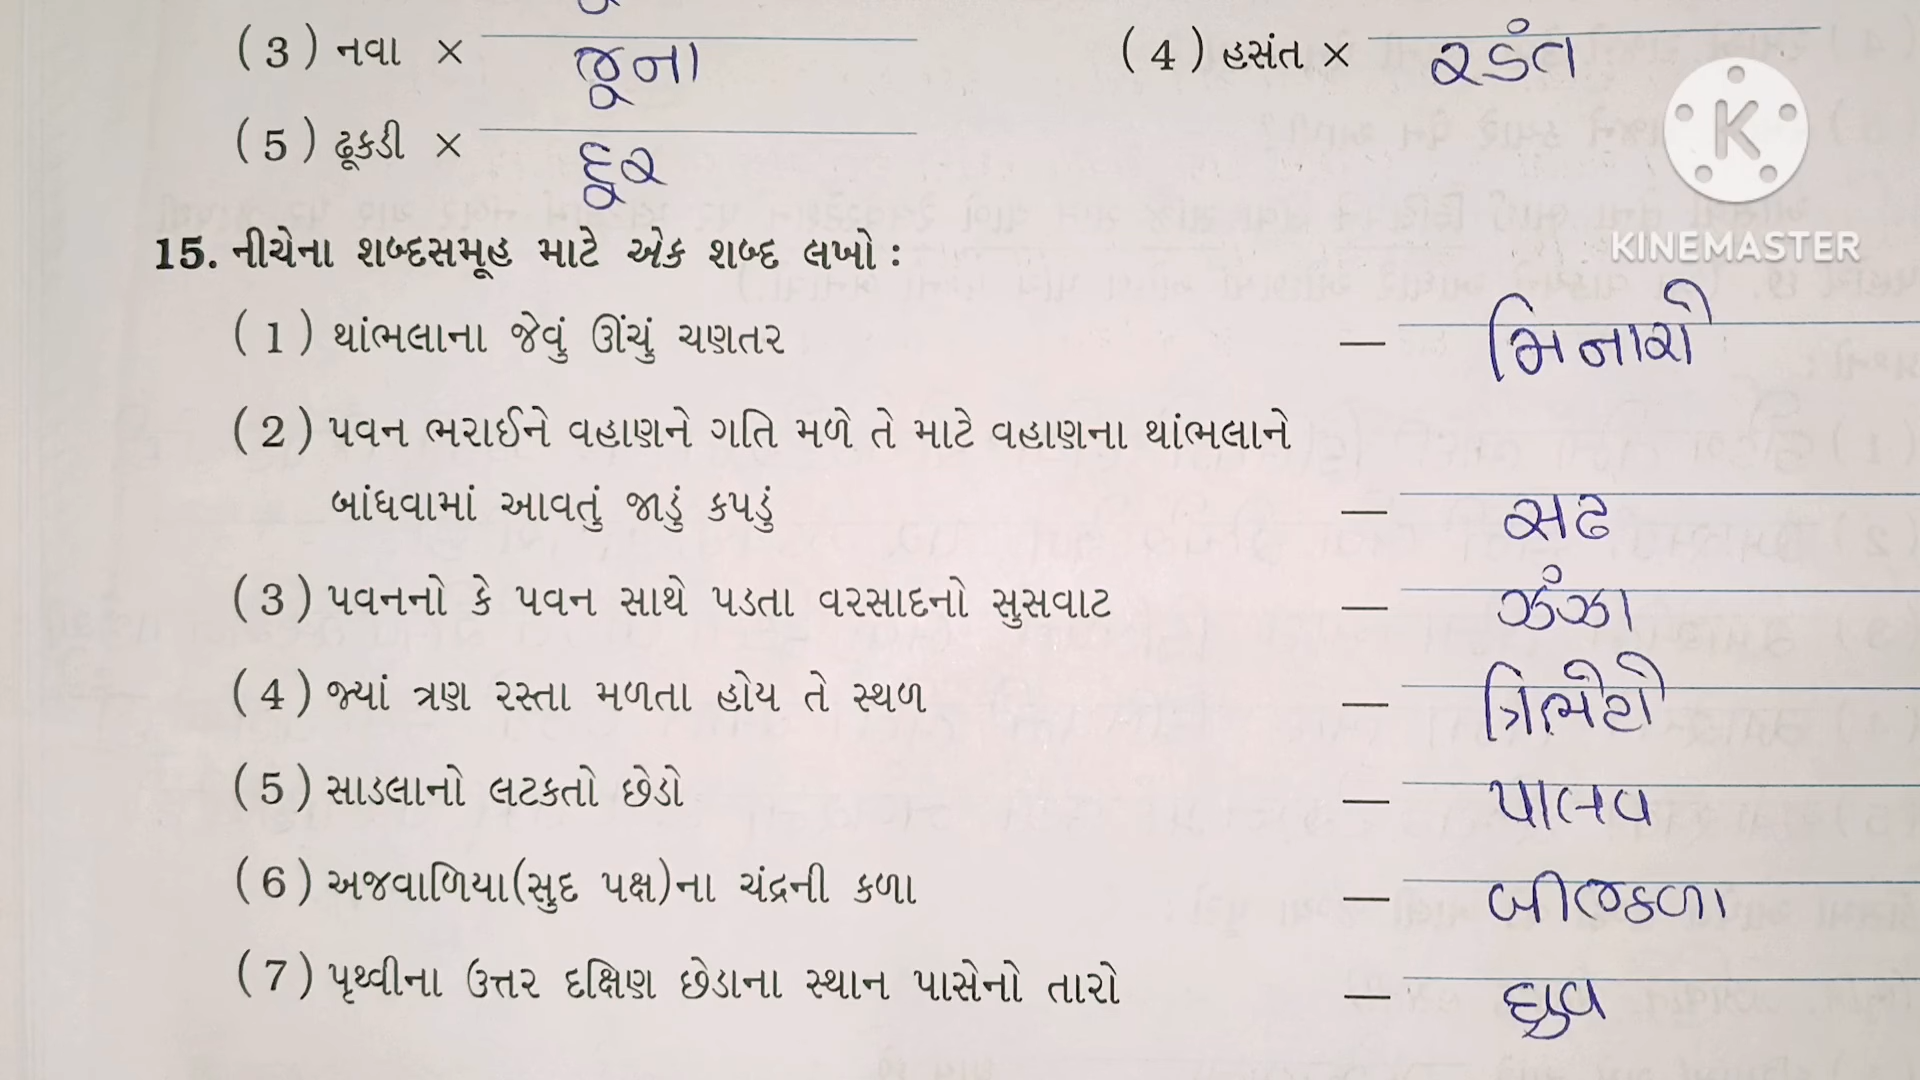 (3) નવા × જૂના (4) હસંત × રડંત
(5) ઢૂકડી × દૂર
KINEMASTER
15. નીચેના શબ્દસમૂહ માટે એક શબ્દ લખો :
(1) થાંભલાના જેવું ઊંચું ચણતર – મિનારો
(2) પવન ભરાઈને વહાણને ગતિ મળે તે માટે વહાણના થાંભલાને
બાંધવામાં આવતું જાડું કપડું – સઢ
(3) પવનનો કે પવન સાથે પડતા વરસાદનો સુસવાટ – ઝંઝા
(4) જ્યાં ત્રણ રસ્તા મળતા હોય તે સ્થળ – ત્રિભેટો
(5) સાડલાનો લટકતો છેડો – પાલવ
(6) અજવાળિયા(સુદ પક્ષ)ના ચંદ્રની કળા – બીજકળા
(7) પૃથ્વીના ઉત્તર દક્ષિણ છેડાના સ્થાન પાસેનો તારો – ધ્રુવ